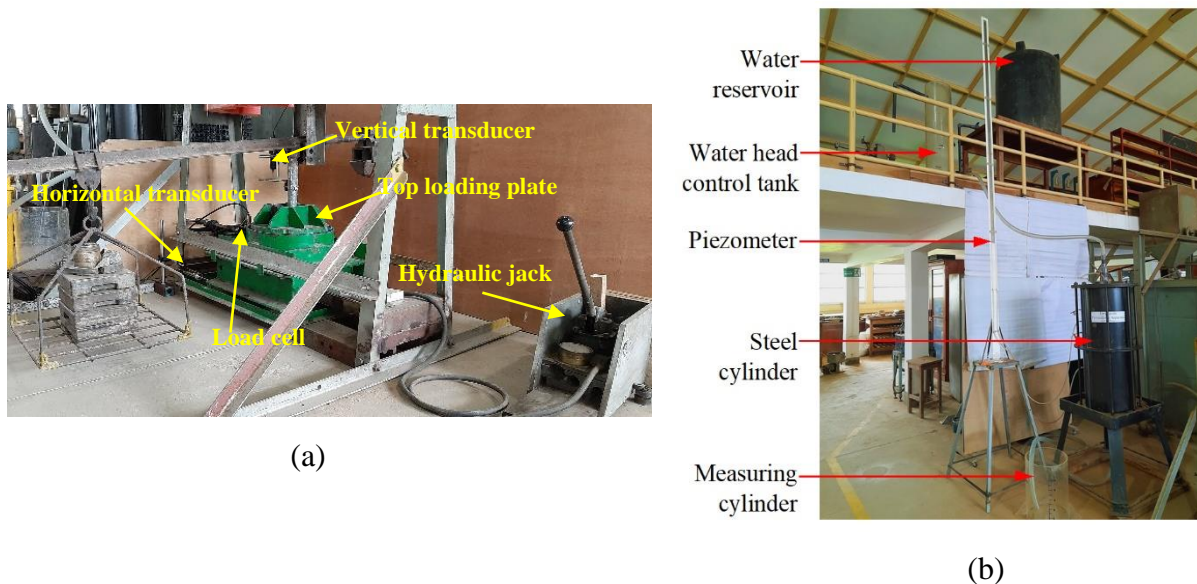 Vertical transducer
Horizontal transducer
Top loading plate
Hydraulic jack
Load cell
(a)
Water
reservoir
Water head
control tank
Piezometer
Steel
cylinder
Measuring
cylinder
(b)